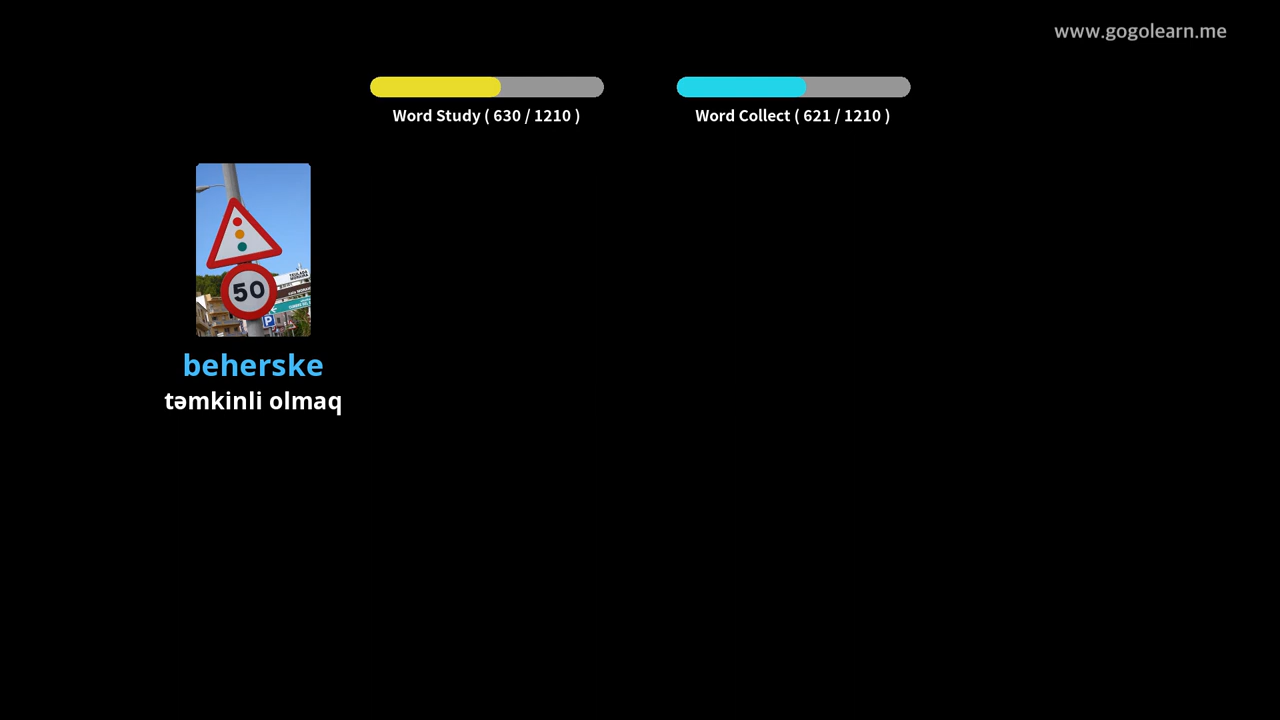 www.gogolearn.me
Word Study ( 630 / 1210 )
Word Collect ( 621 / 1210 )
50
P
beherske
təmkinli olmaq